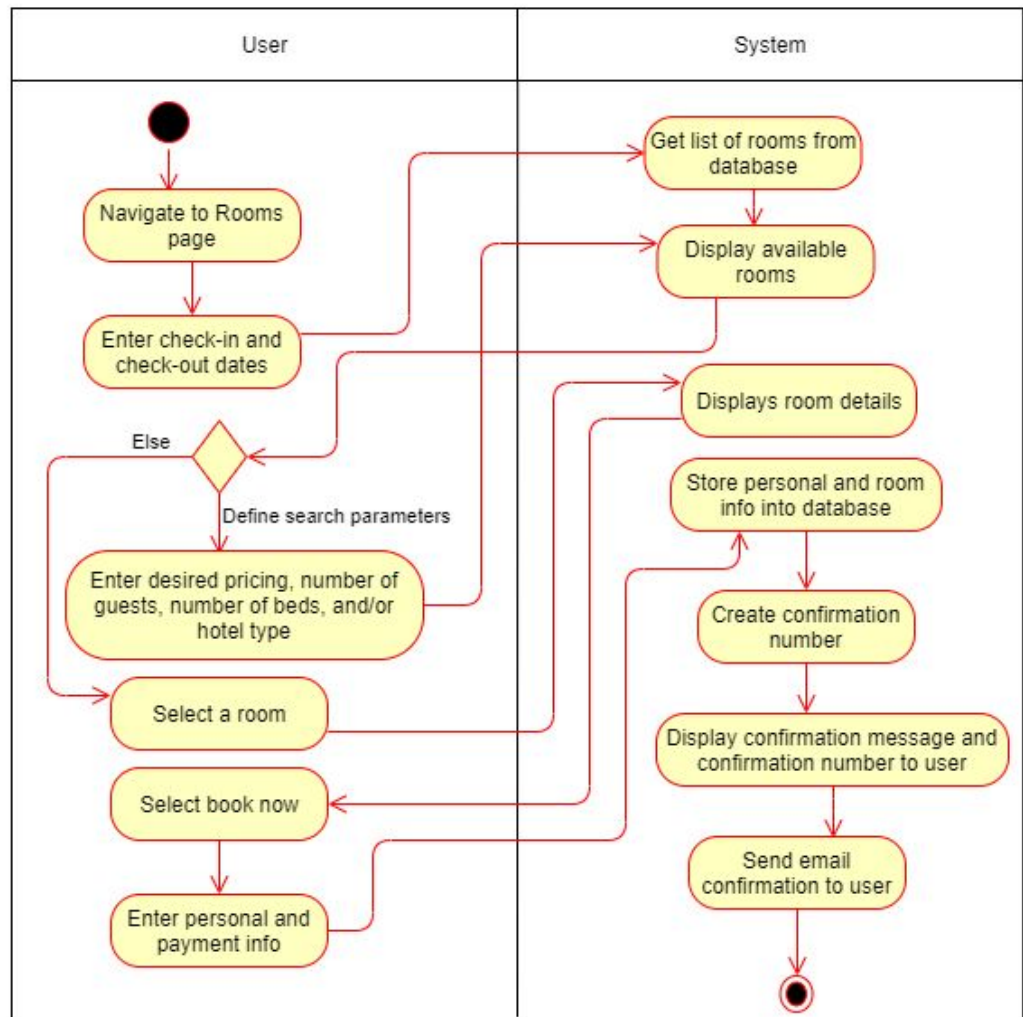 User
System
Get list of rooms from
database
Navigate to Rooms
page
Display available
rooms
Enter check-in and
check-out dates
Displays room details
Else
Define search parameters
Store personal and room
info into database
Enter desired pricing, number of
guests, number of beds, and/or
hotel type
Create confirmation
number
Select a room
Display confirmation message and
confirmation number to user
Select book now
Send email
confirmation to user
Enter personal and
payment info